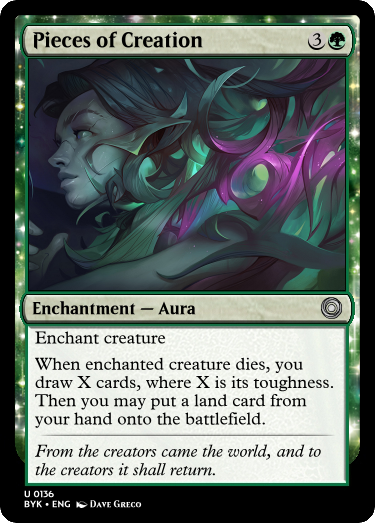 Pieces of Creation 3
Enchantment — Aura
Enchant creature
When enchanted creature dies, you
draw X cards, where X is its toughness.
Then you may put a land card from
your hand onto the battlefield.
From the creators came the world, and to
the creators it shall return.
U 0136
BYK • ENG Dave Greco